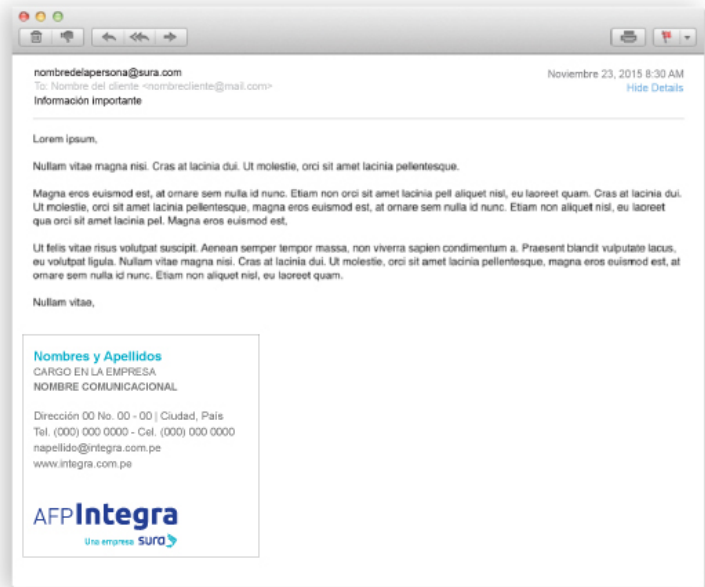 nombredelapersona@sura.com
Noviembre 23, 2015 8:30 AM
To: Nombre del cliente <nombrecliente@mail.com>
Hide Details
Información importante
Lorem ipsum,
Nullam vitae magna nisi. Cras at lacinia dui. Ut molestie, orci sit amet lacinia pellentesque.
Magna eros euismod est, at ornare sem nulla id nunc. Etiam non orci sit amet lacinia pell aliquet nisl, eu laoreet quam. Cras at lacinia dui.
Ut molestie, orci sit amet lacinia pellentesque, magna eros euismod est, at ornare sem nulla id nunc. Etiam non aliquet nisl, eu laoreet
qua orci sit amet lacinia pel. Magna eros euismod est,
Ut felis vitae risus volutpat suscipit. Aenean semper tempor massa, non viverra sapien condimentum a. Praesent blandit vulputate lacus,
eu volutpat ligula. Nullam vitae magna nisi. Cras at lacinia dui. Ut molestie, orci sit amet lacinia pellentesque, magna eros euismod est, at
ornare sem nulla id nunc. Etiam non aliquet nisl, eu laoreet quam.
Nullam vitae,
Nombres y Apellidos
CARGO EN LA EMPRESA
NOMBRE COMUNICACIONAL
Dirección 00 No. 00 - 00 | Ciudad, País
Tel. (000) 000 0000 - Cel. (000) 000 0000
napellido@integra.com.pe
www.integra.com.pe
AFPIntegra
Una empresa sura